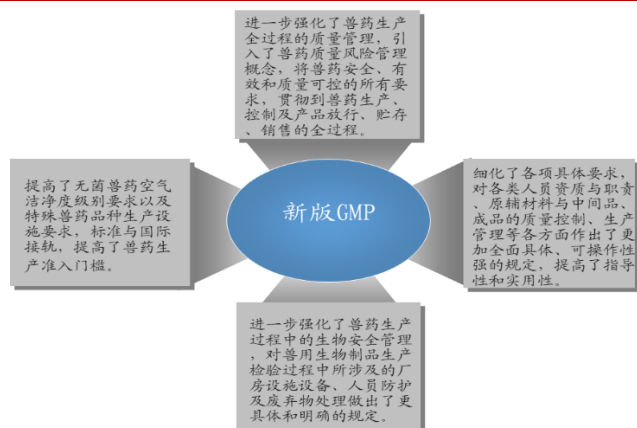 进一步强化了兽药生产
全过程的质量管理，引
入了兽药质量风险管理
概念，将兽药安全、有
效和质量可控的所有要
求，贯彻到兽药生产、
控制及产品放行、贮存
、销售的全过程。
提高了无菌兽药空气
洁净度级别要求以及
特殊兽药品种生产设
施要求，标准与国际
接轨，提高了兽药生
产准入门槛。
新版GMP
细化了各项具体要求，
对各类人员资质与职责
、原辅材料与中间品、
成品的质量控制、生产
管理等各方面作出了更
加全面具体、可操作性
强的规定，提高了指导
性和实用性。
进一步强化了兽药生产
过程中的生物安全管理
，对兽用生物制品生产
检验过程中所涉及的厂
房设施设备、人员防护
及废弃物处理做出了更
具体和明确的规定。